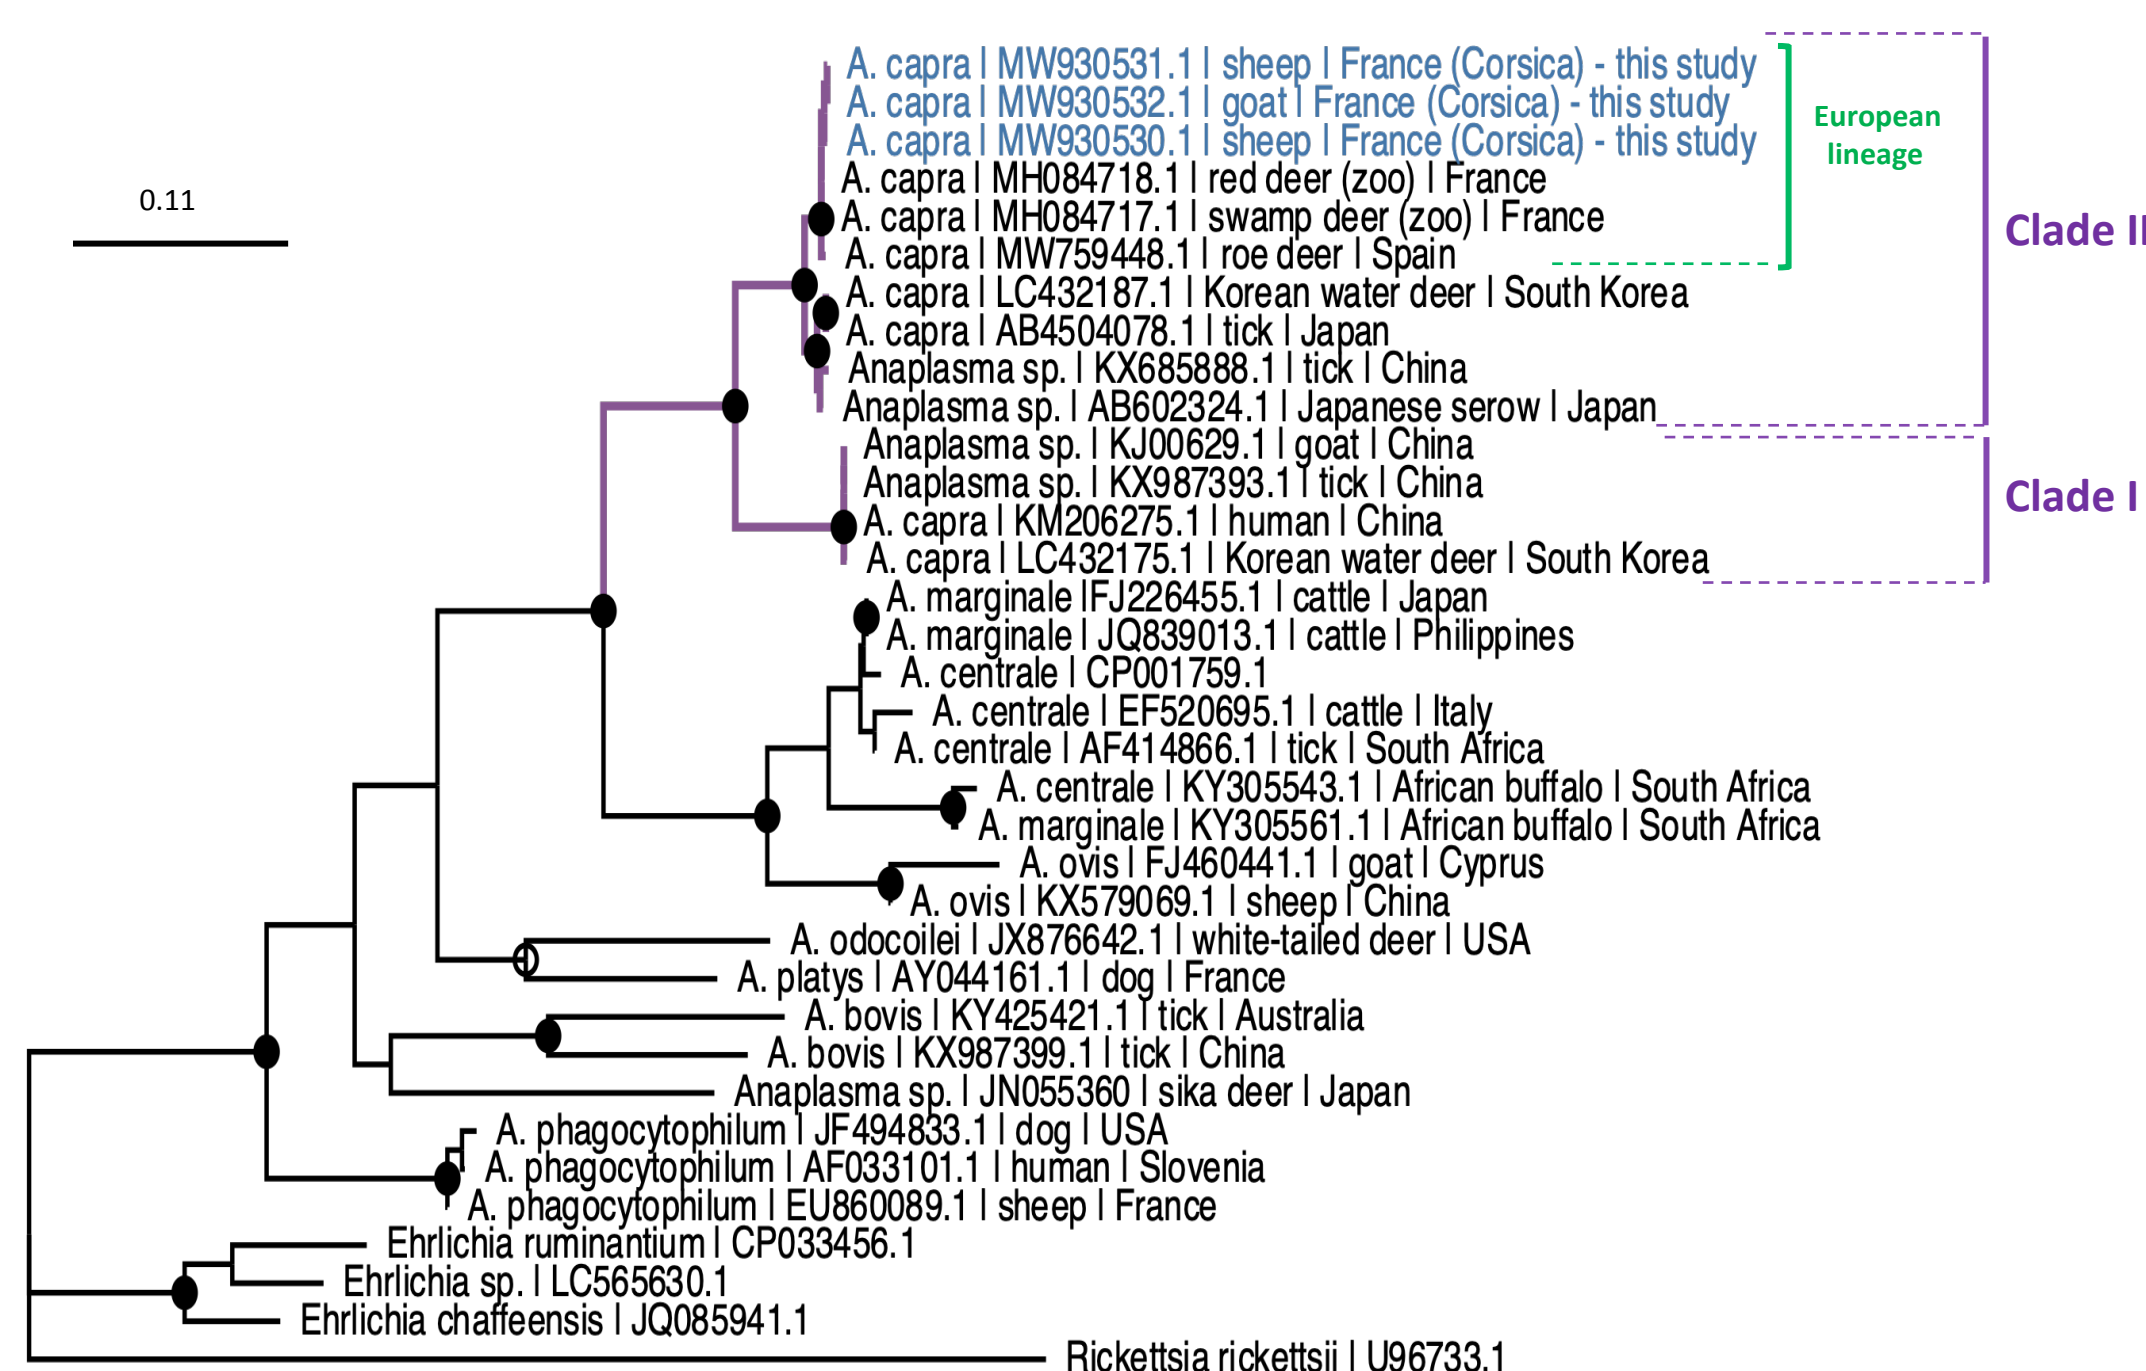 A. capra | MW930531.1 | sheep | France (Corsica) - this study
A. capra | MW930532.1 | goat | France (Corsica) - this study
A. capra | MW930530.1 | sheep | France (Corsica) - this study
European
lineage
A. capra | MH084718.1 | red deer (zoo) | France
0.11
A. capra | MH084717.1 | swamp deer (zoo) | France
Clade II
A. capra | MW759448.1 | roe deer | Spain
A. capra | LC432187.1 | Korean water deer | South Korea
A. capra | AB4504078.1 | tick | Japan
Anaplasma sp. | KX685888.1 | tick | China
Anaplasma sp. | AB602324.1 | Japanese serow | Japan
Anaplasma sp. | KJ00629.1 | goat | China
Anaplasma sp. | KX987393.1 | tick | China
Clade I
A. capra | KM206275.1 | human | China
A. capra | LC432175.1 | Korean water deer | South Korea
A. marginale |FJ226455.1 | cattle | Japan
A. marginale | JQ839013.1 | cattle | Philippines
A. centrale | CP001759.1
A. centrale | EF520695.1 | cattle | Italy
A. centrale | AF414866.1 | tick | South Africa
A. centrale | KY305543.1 | African buffalo | South Africa
A. marginale | KY305561.1 | African buffalo | South Africa
A. ovis | FJ460441.1 | goat | Cyprus
A. ovis | KX579069.1 | sheep | China
A. odocoilei | JX876642.1 | white-tailed deer | USA
A. platys | AY044161.1 | dog | France
A. bovis | KY425421.1 | tick | Australia
A. bovis | KX987399.1 | tick | China
Anaplasma sp. | JN055360 | sika deer | Japan
A. phagocytophilum | JF494833.1 | dog | USA
A. phagocytophilum | AF033101.1 | human | Slovenia
A. phagocytophilum | EU860089.1 | sheep | France
Ehrlichia ruminantium | CP033456.1
Ehrlichia sp. | LC565630.1
Ehrlichia chaffeensis | JQ085941.1
Rickettsia rickettsii | U96733.1